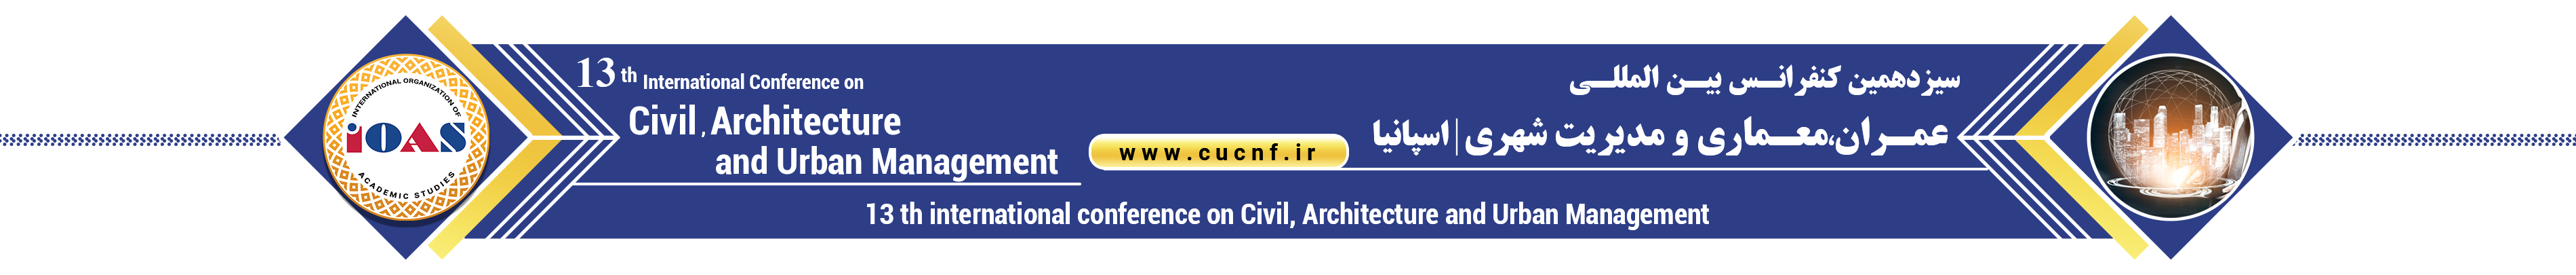 INTERNATIONAL ORGANIZATION OF
iOAS
ACADEMIC STUDIES
13 th International Conference on
Civil , Architecture
and Urban Management
www.cucnf.ir
سیزدهمین کنفرانس بین المللی
عمران،معماری و مدیریت شهری | اسپانیا
13 th international conference on Civil, Architecture and Urban Management